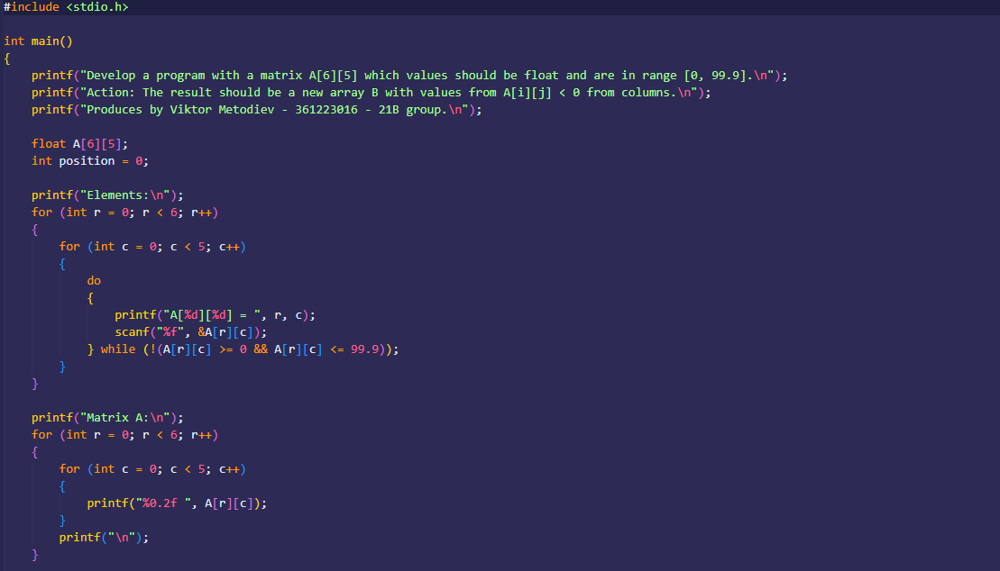 #include <stdio.h>
int main()
{
printf("Develop a program with a matrix A[6][5] which values should be float and are in range [0, 99.9].\n");
printf("Action: The result should be a new array B with values from A[i][j] < 0 from columns.\n");
printf("Produces by Viktor Metodiev - 361223016 - 21B group.\n");
float A[6][5];
int position = 0;
printf("Elements:\n");
for (int r = 0; r < 6; r++)
{
for (int c = 0; c < 5; c++)
{
do
{
printf("A[%d][%d] = ", r, c);
scanf("%f", &A[r][c]);
} while (!(A[r][c] >= 0 && A[r][c] <= 99.9));
}
}
printf("Matrix A:\n");
for (int r = 0; r < 6; r++)
{
for (int c = 0; c < 5; c++)
{
printf("%0.2f ", A[r][c]);
}
printf("\n");
}